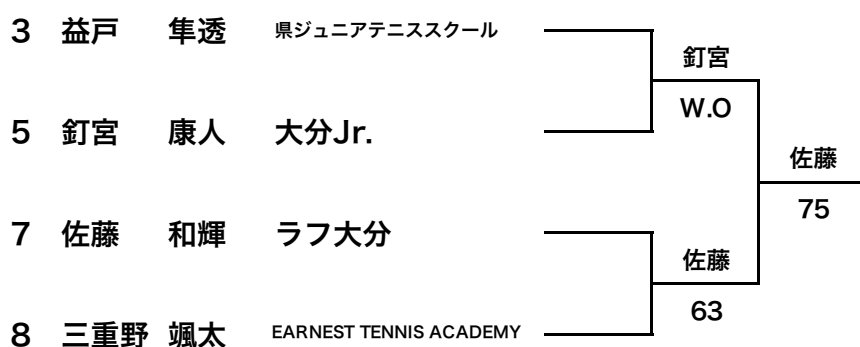 3 益戸 隼透 県ジュニアテニススクール
釘宮
W.O
5 釘宮 康人 大分Jr.
佐藤
75
7 佐藤 和輝 ラフ大分
佐藤
63
8 三重野 颯太 EARNEST TENNIS ACADEMY